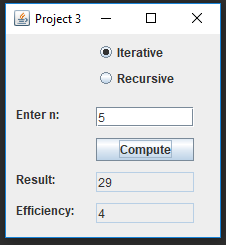 Project 3
Iterative
Recursive
Enter n: 5
Compute
Result: 29
Efficiency: 4